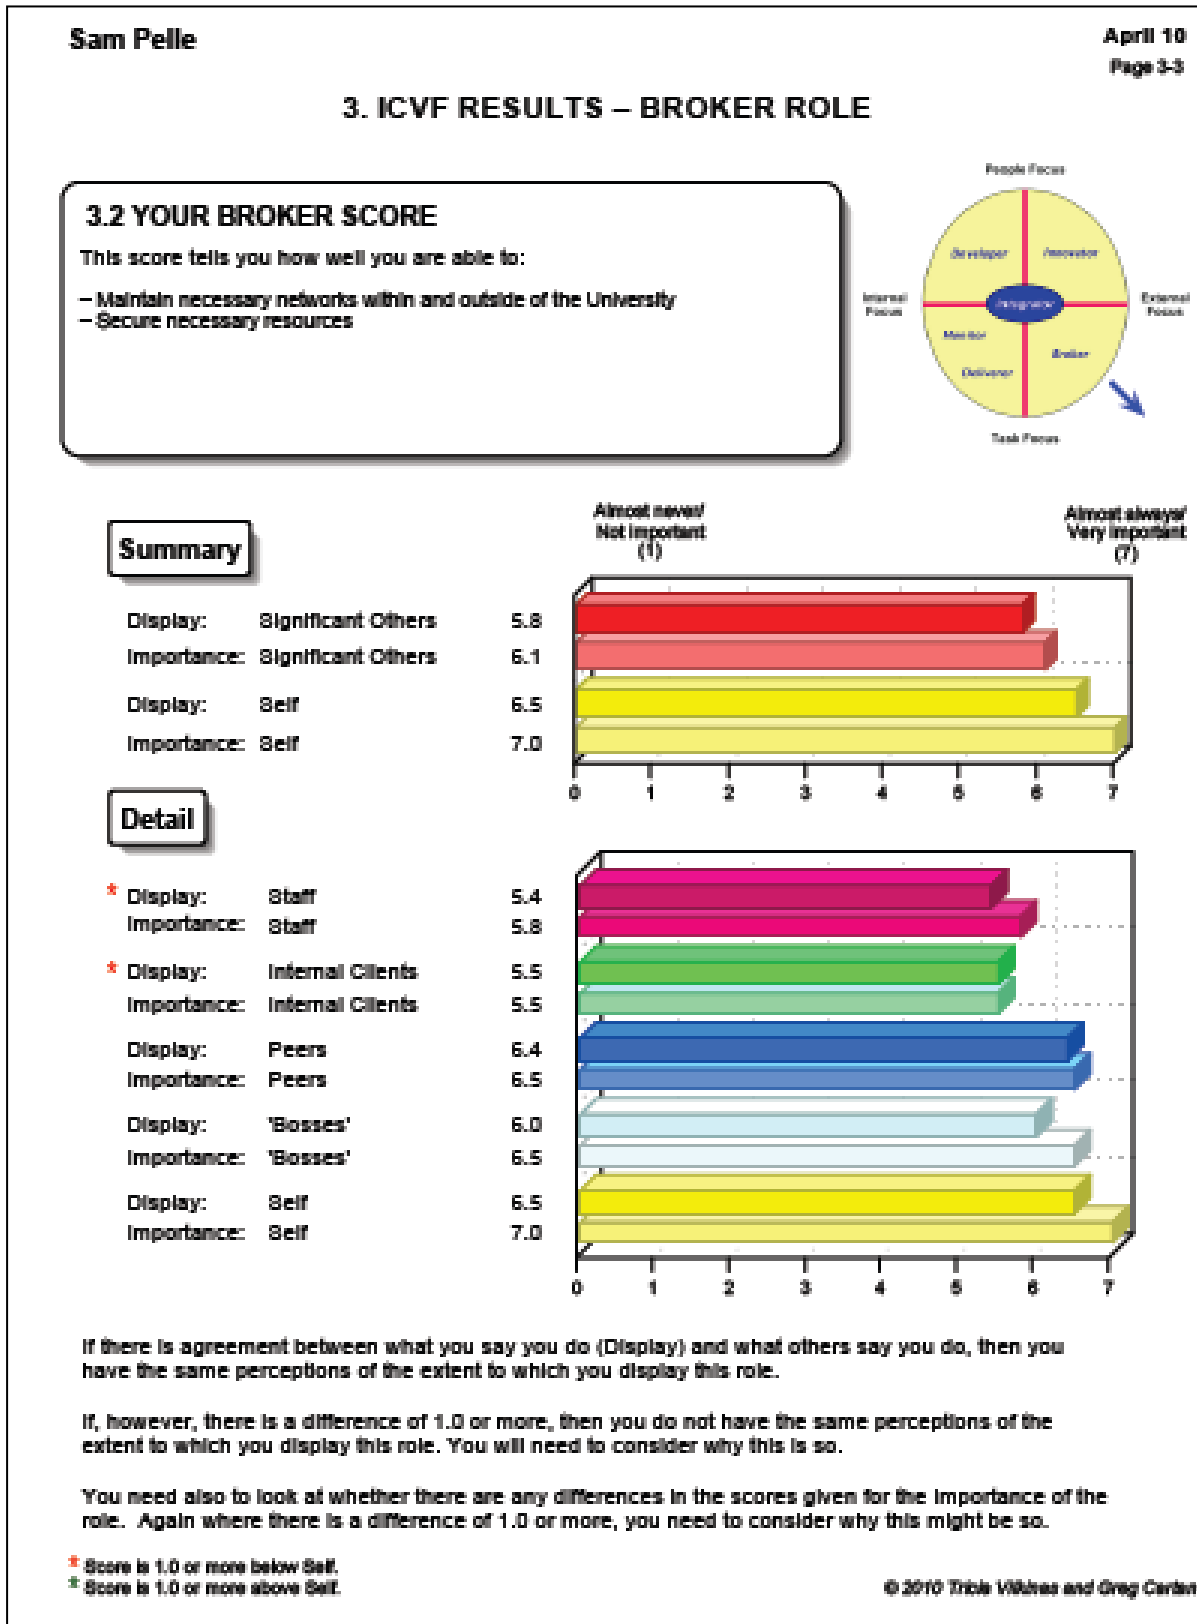 Sam Pelle
April 10
Page 3-3
3. ICVF RESULTS – BROKER ROLE
3.2 YOUR BROKER SCORE
This score tells you how well you are able to:
– Maintain necessary networks within and outside of the University
– Secure necessary resources
People Focus
Developer
Innovator
Internal Focus
Integrator
External Focus
Monitor
Deliverer
Broker
Task Focus
Summary
Almost never/
Not important
(1)
Almost always/
Very important
(7)
Display: Significant Others 5.8
Importance: Significant Others 6.1
Display: Self 6.5
Importance: Self 7.0
0 1 2 3 4 5 6 7
Detail
* Display: Staff 5.4
Importance: Staff 5.8
* Display: Internal Clients 5.5
Importance: Internal Clients 5.5
Display: Peers 6.4
Importance: Peers 6.5
Display: 'Bosses' 6.0
Importance: 'Bosses' 6.5
Display: Self 6.5
Importance: Self 7.0
0 1 2 3 4 5 6 7
If there is agreement between what you say you do (Display) and what others say you do, then you
have the same perceptions of the extent to which you display this role.
If, however, there is a difference of 1.0 or more, then you do not have the same perceptions of the
extent to which you display this role. You will need to consider why this is so.
You need also to look at whether there are any differences in the scores given for the importance of the
role. Again where there is a difference of 1.0 or more, you need to consider why this might be so.
* Score is 1.0 or more below Self.
* Score is 1.0 or more above Self.
© 2010 Tricia Vilkinas and Greg Cartan